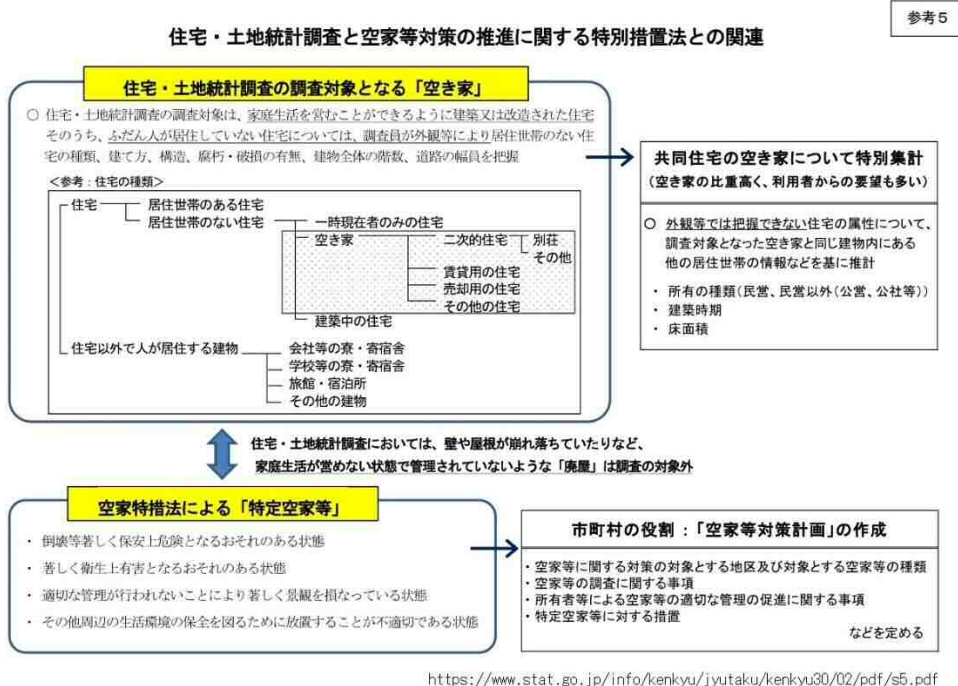 参考５
住宅・土地統計調査と空家等対策の推進に関する特別措置法との関連
住宅・土地統計調査の調査対象となる「空き家」
○ 住宅・土地統計調査の調査対象は、家庭生活を営むことができるように建築又は改造された住宅
そのうち、ふだん人が居住していない住宅については、調査員が外観等により居住世帯のない住
宅の種類、建て方、構造、腐朽・破損の有無、建物全体の階数、道路の幅員を把握
＜参考：住宅の種類＞
住宅
居住世帯のある住宅
居住世帯のない住宅
一時現在者のみの住宅
空き家
二次的住宅
別荘
その他
賃貸用の住宅
売却用の住宅
その他の住宅
建築中の住宅
住宅以外で人が居住する建物
会社等の寮・寄宿舎
学校等の寮・寄宿舎
旅館・宿泊所
その他の建物
共同住宅の空き家について特別集計
（空き家の比重高く、利用者からの要望も多い）
○ 外観等では把握できない住宅の属性について、
調査対象となった空き家と同じ建物内にある
他の居住世帯の情報などを基に推計
・ 所有の種類（民営、民営以外（公営、公社等））
・ 建築時期
・ 床面積
住宅・土地統計調査においては、壁や屋根が崩れ落ちていたりなど、
家庭生活が営めない状態で管理されていないような「廃屋」は調査の対象外
空家特措法による「特定空家等」
・ 倒壊等著しく保安上危険となるおそれのある状態
・ 著しく衛生上有害となるおそれのある状態
・ 適切な管理が行われないことにより著しく景観を損なっている状態
・ その他周辺の生活環境の保全を図るために放置することが不適切である状態
市町村の役割：「空家等対策計画」の作成
・空家等に関する対策の対象とする地区及び対象とする空家等の種類
・空家等の調査に関する事項
・所有者等による空家等の適切な管理の促進に関する事項
・特定空家等に対する措置
などを定める
https://www.stat.go.jp/info/kenkyu/jyutaku/kenkyu30/02/pdf/s5.pdf